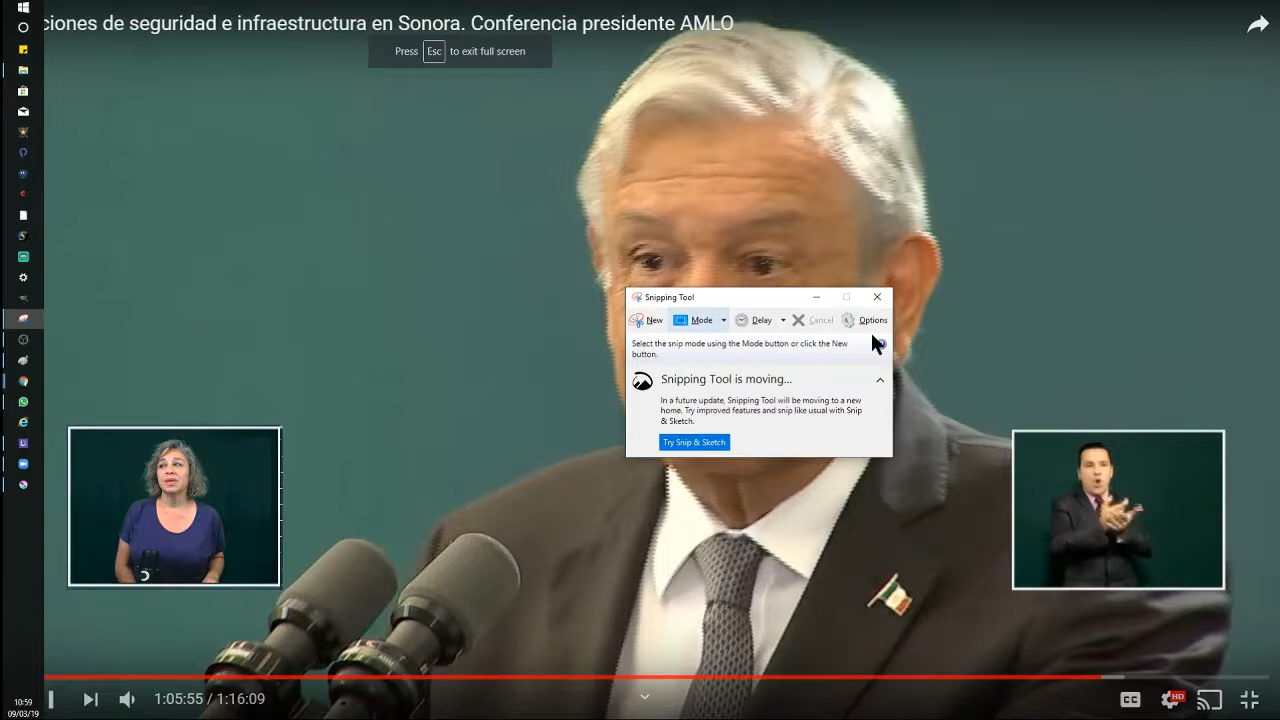 ciones de seguridad e infraestructura en Sonora. Conferencia presidente AMLO
Press Esc to exit full screen
Snipping Tool
New Mode Delay Cancel Options
Select the snip mode using the Mode button or click the New
button.
Snipping Tool is moving...
In a future update, Snipping Tool will be moving to a new
home. Try improved features and snip like usual with Snip
& Sketch.
Try Snip & Sketch
1:05:55 / 1:16:09
CC
HD
10:59
09/03/19